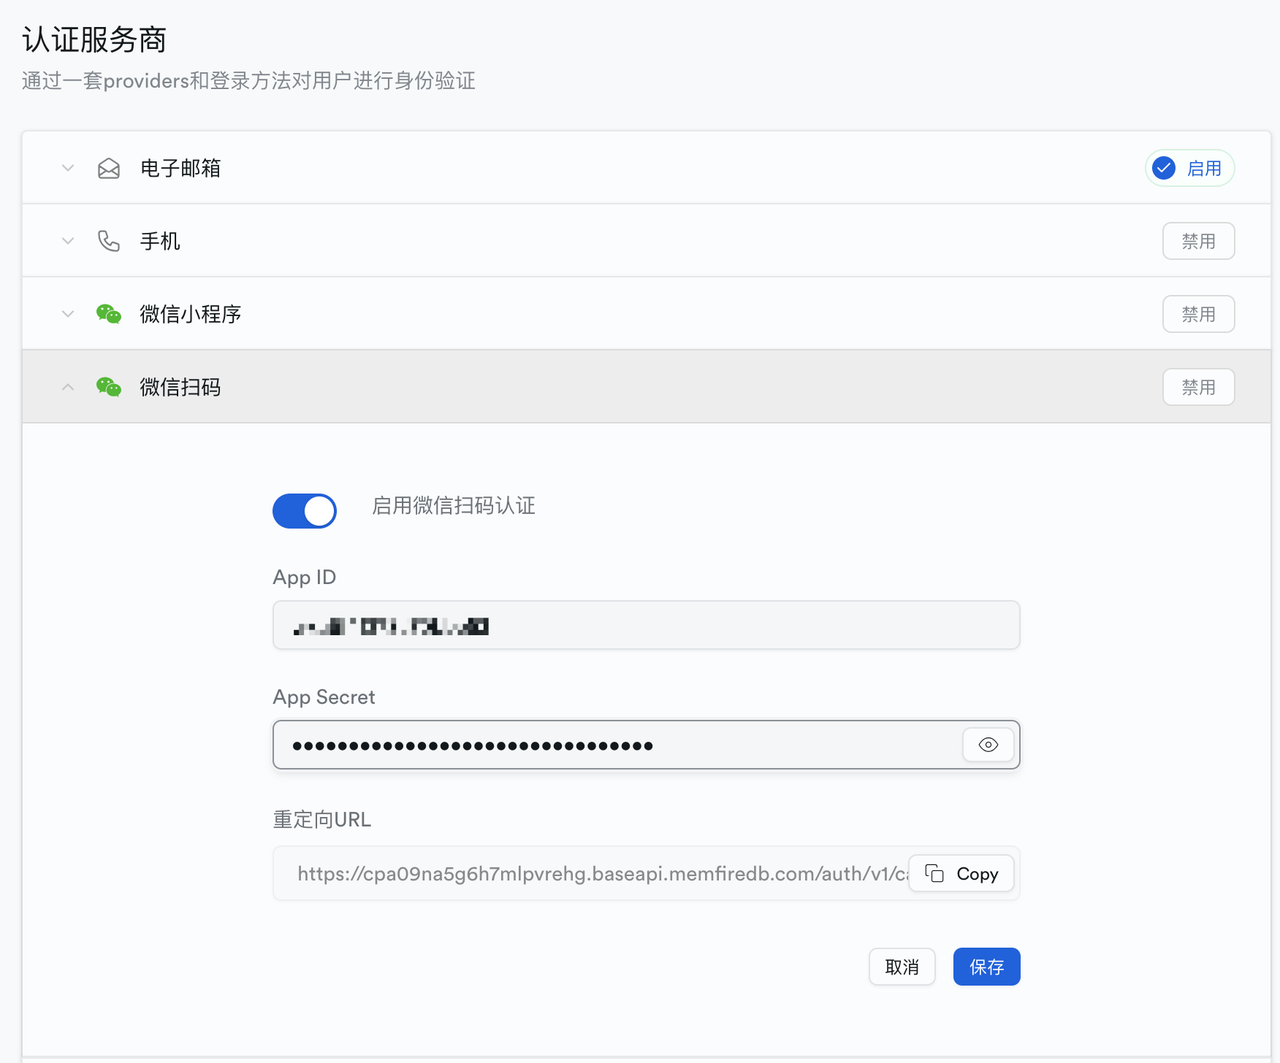 认证服务商
通过一套providers和登录方法对用户进行身份验证
电子邮箱
启用
手机
禁用
微信小程序
禁用
微信扫码
禁用
启用微信扫码认证
App ID
App Secret
••••••••••••••••••••••••••••••••
重定向URL
https://cpa09na5g6h7mlpvrehg.baseapi.memfiredb.com/auth/v1/c
Copy
取消
保存